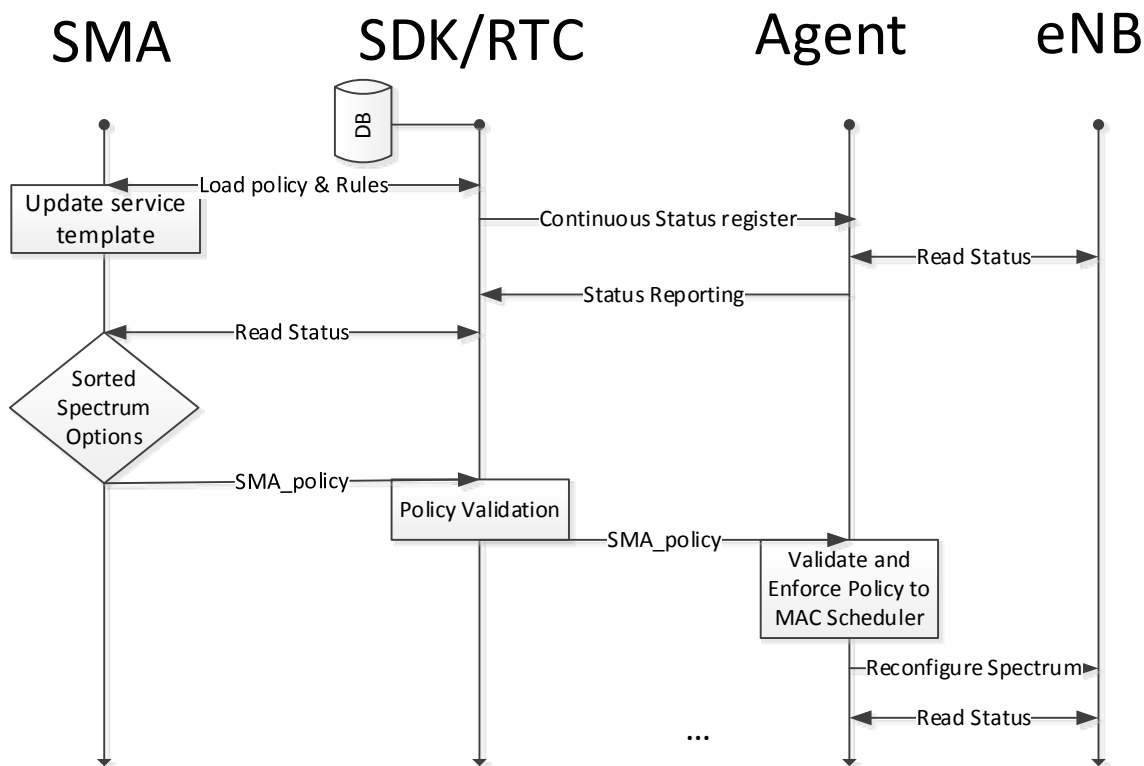 SMA
SDK/RTC
Agent
eNB
DB
Load policy & Rules
Update service
template
Continuous Status register
Read Status
Status Reporting
Read Status
Sorted
Spectrum
Options
SMA_policy
Policy Validation
SMA_policy
Validate and
Enforce Policy to
MAC Scheduler
Reconfigure Spectrum
Read Status
...